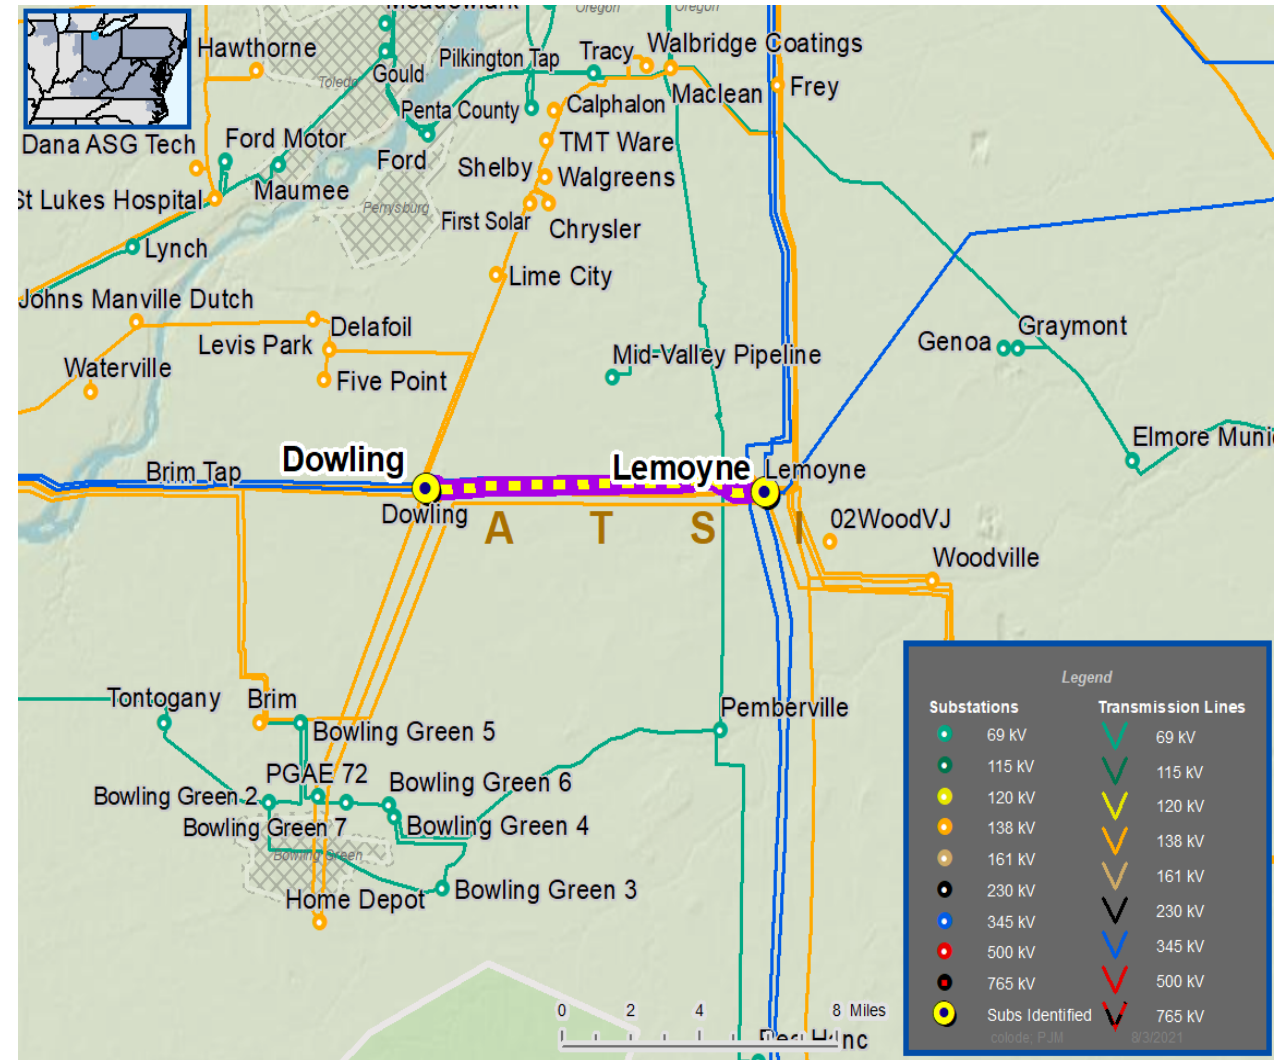 Meadowlark
Oregon
Oregon
Hawthorne
Toledo
Gould
Pilkington Tap
Tracy
Walbridge Coatings
Penta County
Calphalon
Maclean
Frey
Dana ASG Tech
Ford Motor
Ford
TMT Ware
Maumee
Shelby
Walgreens
St Lukes Hospital
Perrysburg
First Solar
Chrysler
Lynch
Lime City
Johns Manville Dutch
Delafoil
Levis Park
Genoa
Graymont
Waterville
Five Point
Mid-Valley Pipeline
Elmore Muni
Brim Tap
Dowling
Lemoyne
Lemoyne
Dowling
A T S I
02WoodVJ
Woodville
Tontogany
Brim
Bowling Green 5
Pemberville
PGAE 72
Bowling Green 6
Bowling Green 2
Bowling Green 7
Bowling Green 4
Bowling Green
Home Depot
Bowling Green 3
0 2 4 8 Miles
Legend
Substations Transmission Lines
69 kV 69 kV
115 kV 115 kV
120 kV 120 kV
138 kV 138 kV
161 kV 161 kV
230 kV 230 kV
345 kV 345 kV
500 kV 500 kV
765 kV 765 kV
Subs Identified
colode; PJM 8/3/2021